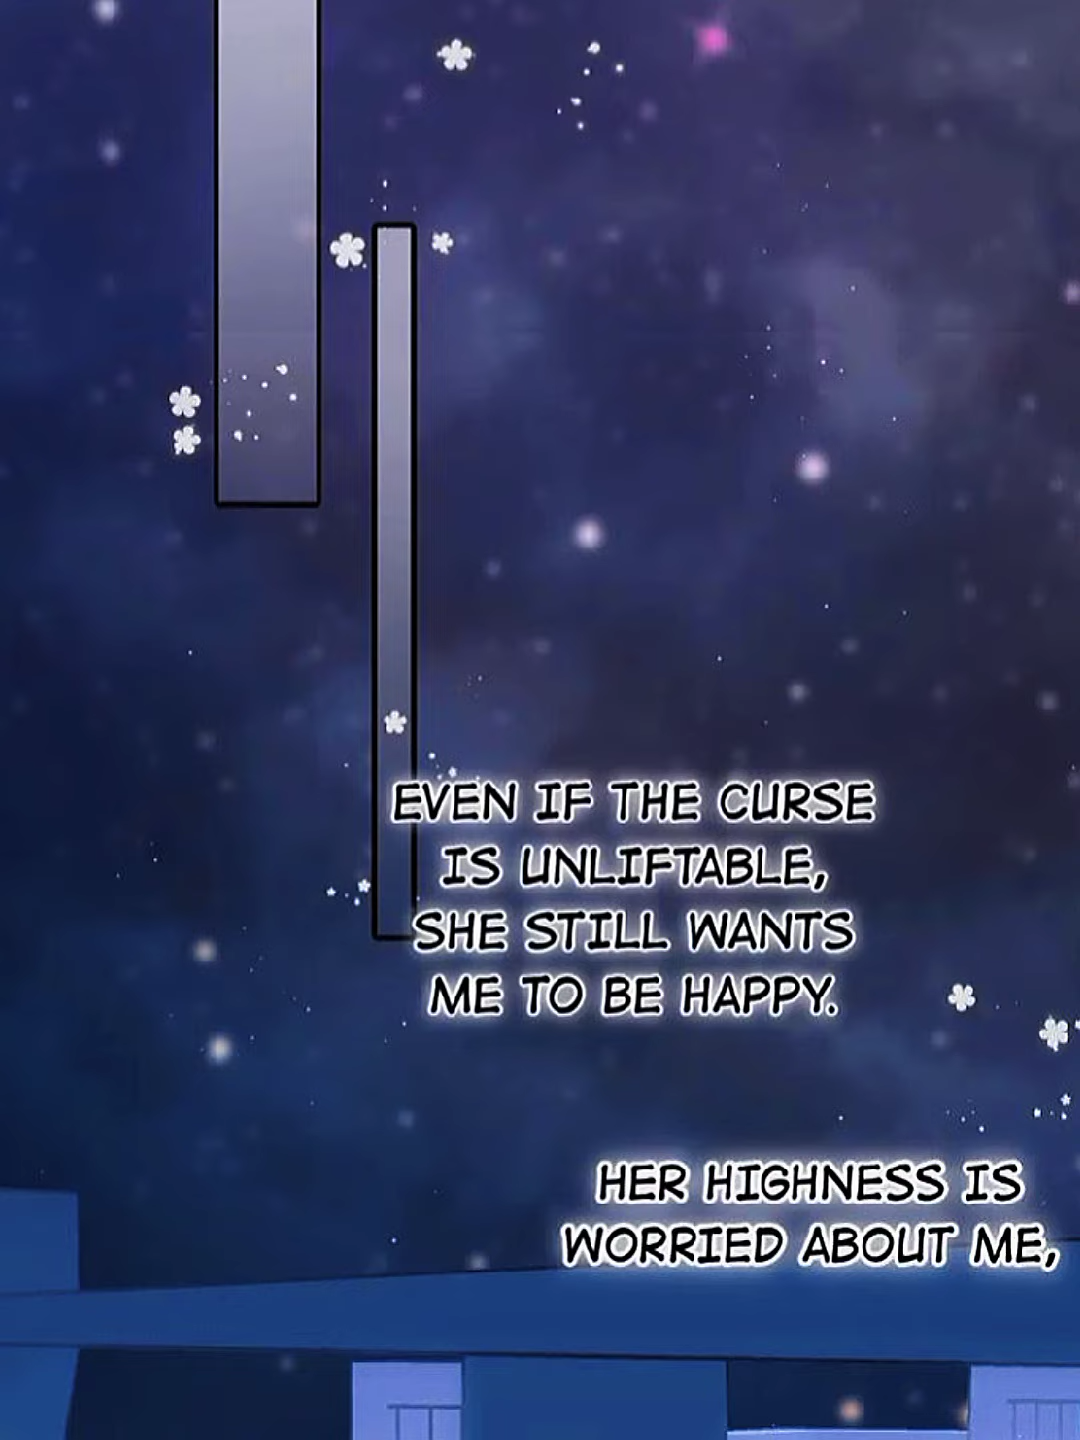 EVEN IF THE CURSE
IS UNLIFTABLE,
SHE STILL WANTS
ME TO BE HAPPY.
HER HIGHNESS IS
WORRIED ABOUT ME,